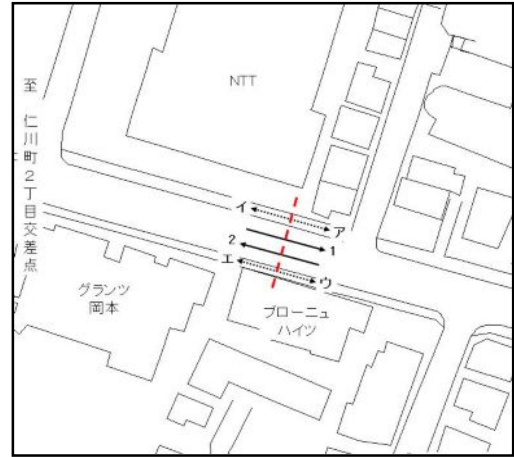 NTT
至 仁川町2丁目交差点
イ
ア
2
1
エ
ウ
グランツ
岡本
ブローニュ
ハイツ